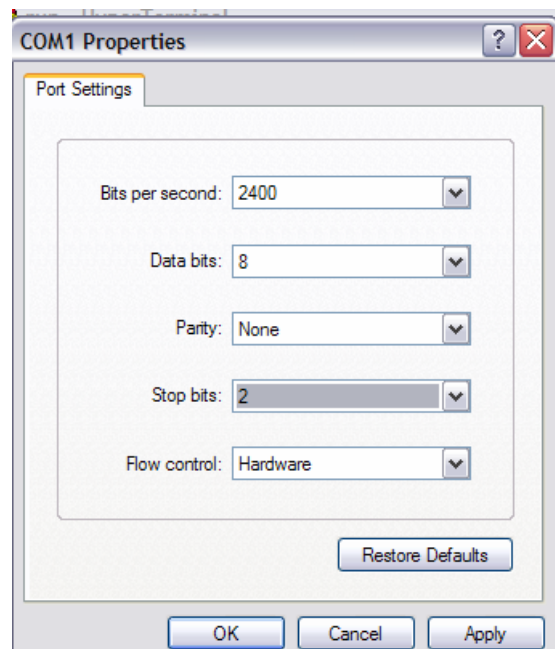 COM1 Properties
Port Settings
Bits per second: 2400
Data bits: 8
Parity: None
Stop bits: 2
Flow control: Hardware
Restore Defaults
OK Cancel Apply